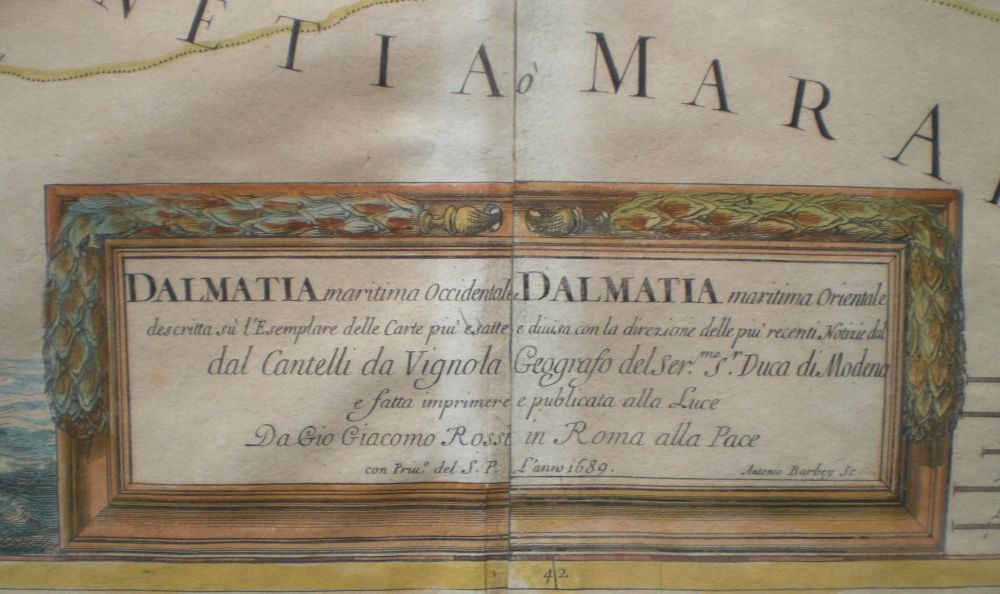 NETIA ò MARA
DALMATIA maritima Occidentale e DALMATIA maritima Orientale
descritta sù l'Esemplare delle Carte piu' esatte e diuisa con la direzione delle piu' recenti Notizie dal
dal Cantelli da Vignola Geografo del Ser.mo S.r Duca di Modena
e fatta imprimere e publicata alla Luce
Da Gio Giacomo Rossi in Roma alla Pace
con Priu.o del S. P. L'anno 1689. Antonio Barbey Sc
42